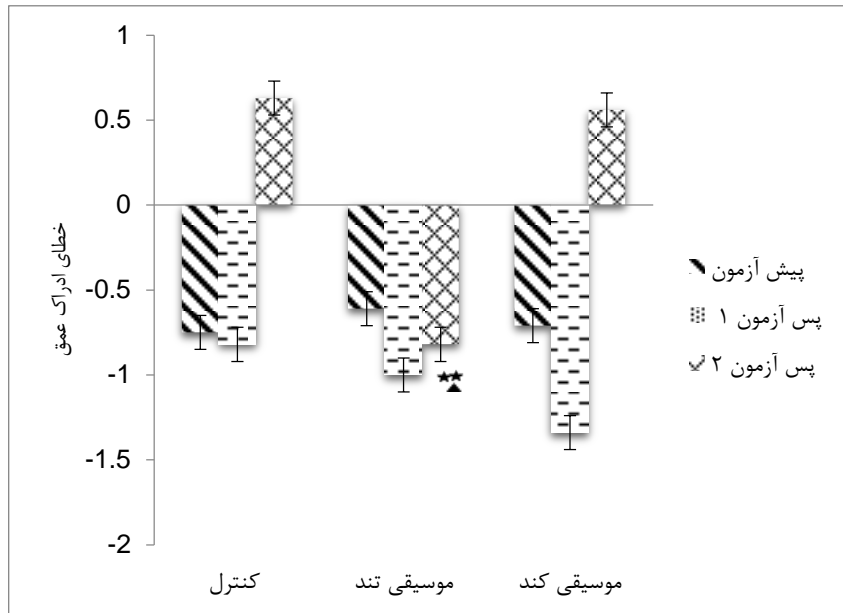 1
0.5
0
-0.5
-1
-1.5
-2
خطای ادراک عمق
کنترل
موسیقی تند
موسیقی کند
پیش آزمون
پس آزمون ۱
پس آزمون ۲
★★
▲